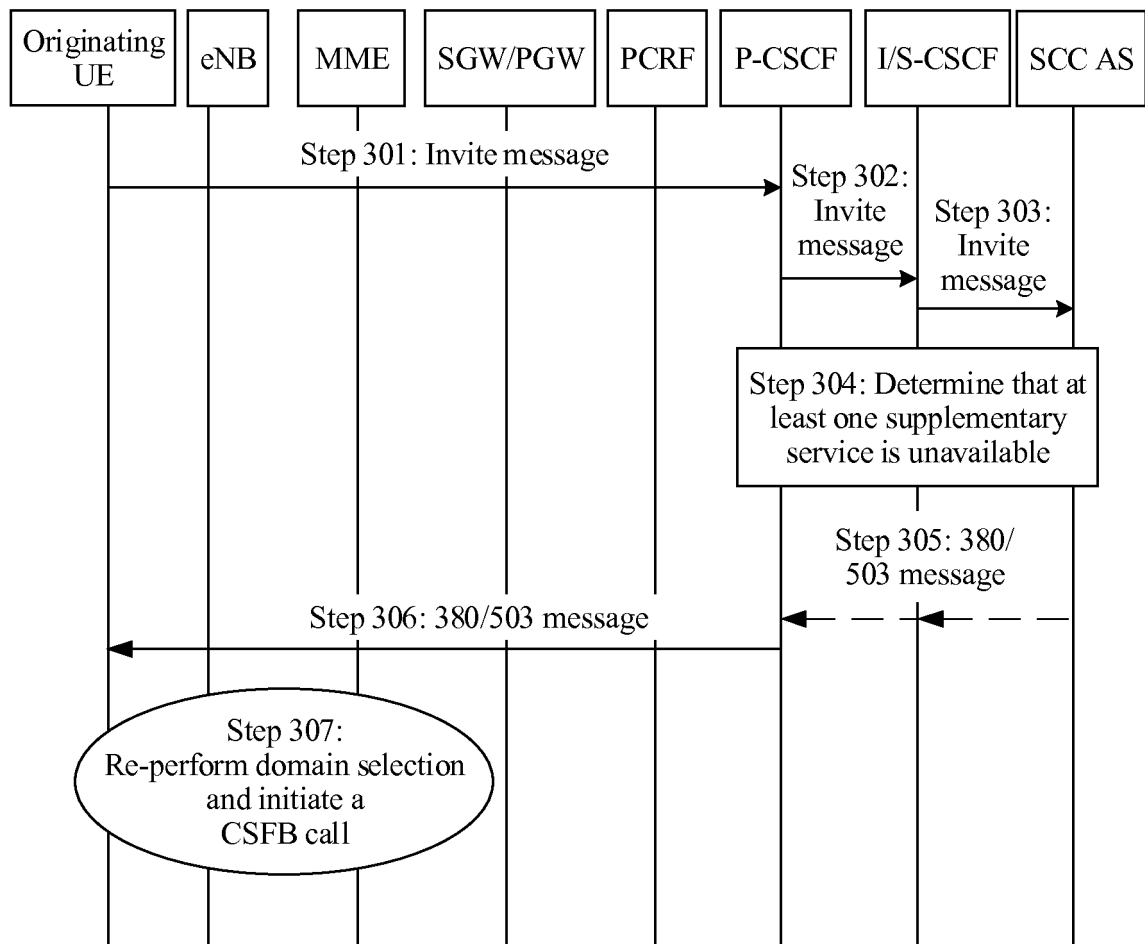 Originating
UE
eNB
MME
SGW/PGW
PCRF
P-CSCF
I/S-CSCF
SCC AS
Step 301: Invite message
Step 302:
Invite
message
Step 303:
Invite
message
Step 304: Determine that at
least one supplementary
service is unavailable
Step 305: 380/
503 message
Step 306: 380/503 message
Step 307:
Re-perform domain selection
and initiate a
CSFB call